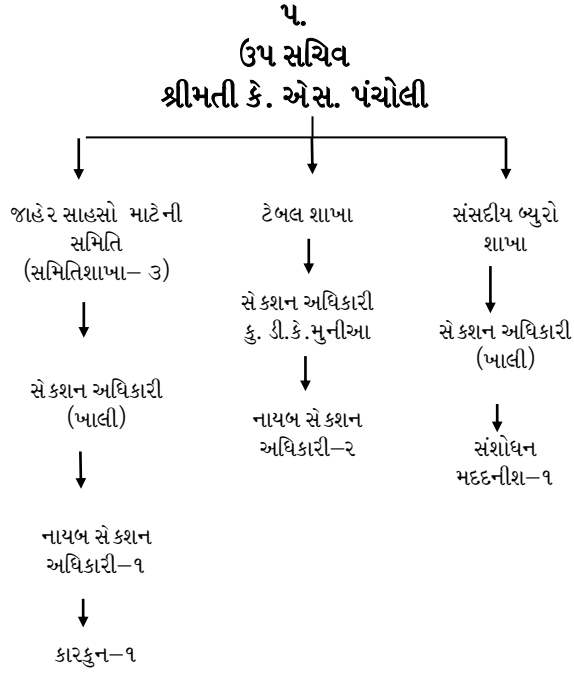 ૫.
ઉપ સચિવ
શ્રીમતી કે. એસ. પંચોલી
જાહેર સાહસો માટેની
સમિતિ
(સમિતિશાખા– ૩)
સેકશન અધિકારી
(ખાલી)
નાયબ સેકશન
અધિકારી–૧
કારકુન–૧
ટેબલ શાખા
સેકશન અધિકારી
કુ. ડી.કે.મુનીઆ
નાયબ સેકશન
અધિકારી–૨
સંસદીય બ્યુરો
શાખા
સેકશન અધિકારી
(ખાલી)
સંશોધન
મદદનીશ–૧